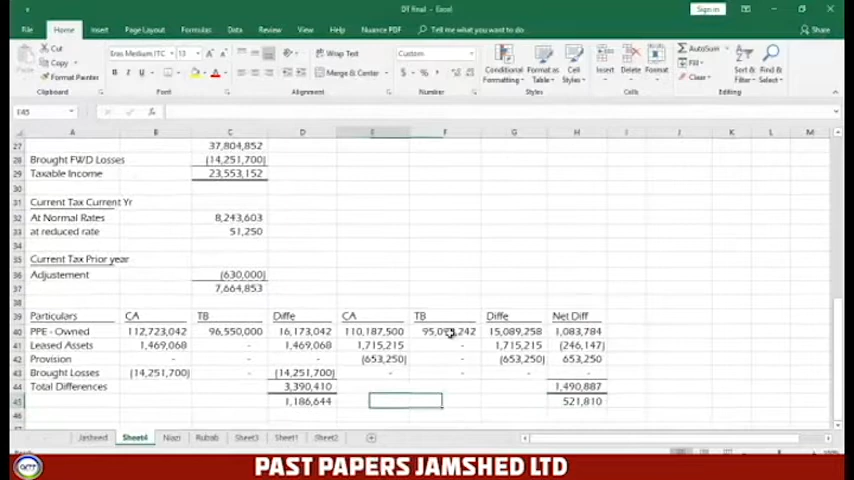 DT final - Excel
Sign in
File Home Insert Page Layout Formulas Data Review View Help Nuance PDF Tell me what you want to do Share
Cut
Copy
Format Painter
Clipboard
Eras Medium ITC 13
B I U
Font
Wrap Text
Merge & Center
Alignment
Custom
$ % ,
Number
Conditional Formatting
Format as Table
Cell Styles
Styles
Insert Delete Format
Cells
AutoSum
Fill
Clear
Sort & Filter
Find & Select
Editing
E45
A B C D E F G H I J K L M
27 37,804,852
28 Brought FWD Losses (14,251,700)
29 Taxable Income 23,553,152
30
31 Current Tax Current Yr
32 At Normal Rates 8,243,603
33 at reduced rate 51,250
34
35 Current Tax Prior year
36 Adjustement (630,000)
37 7,664,853
38
39 Particulars CA TB Diffe CA TB Diffe Net Diff
40 PPE - Owned 112,723,042 96,550,000 16,173,042 110,187,500 15,089,258 1,083,784
41 Leased Assets 1,469,068 - 1,469,068 1,715,215 - 1,715,215 (246,147)
42 Provision - - - (653,250) - (653,250) 653,250
43 Brought Losses (14,251,700) (14,251,700) - - - -
44 Total Differences 3,390,410 1,490,887
45 1,186,644 521,810
46
Jasheed Sheet4 Niazi Rubab Sheet3 Sheet1 Sheet2
PAST PAPERS JAMSHED LTD